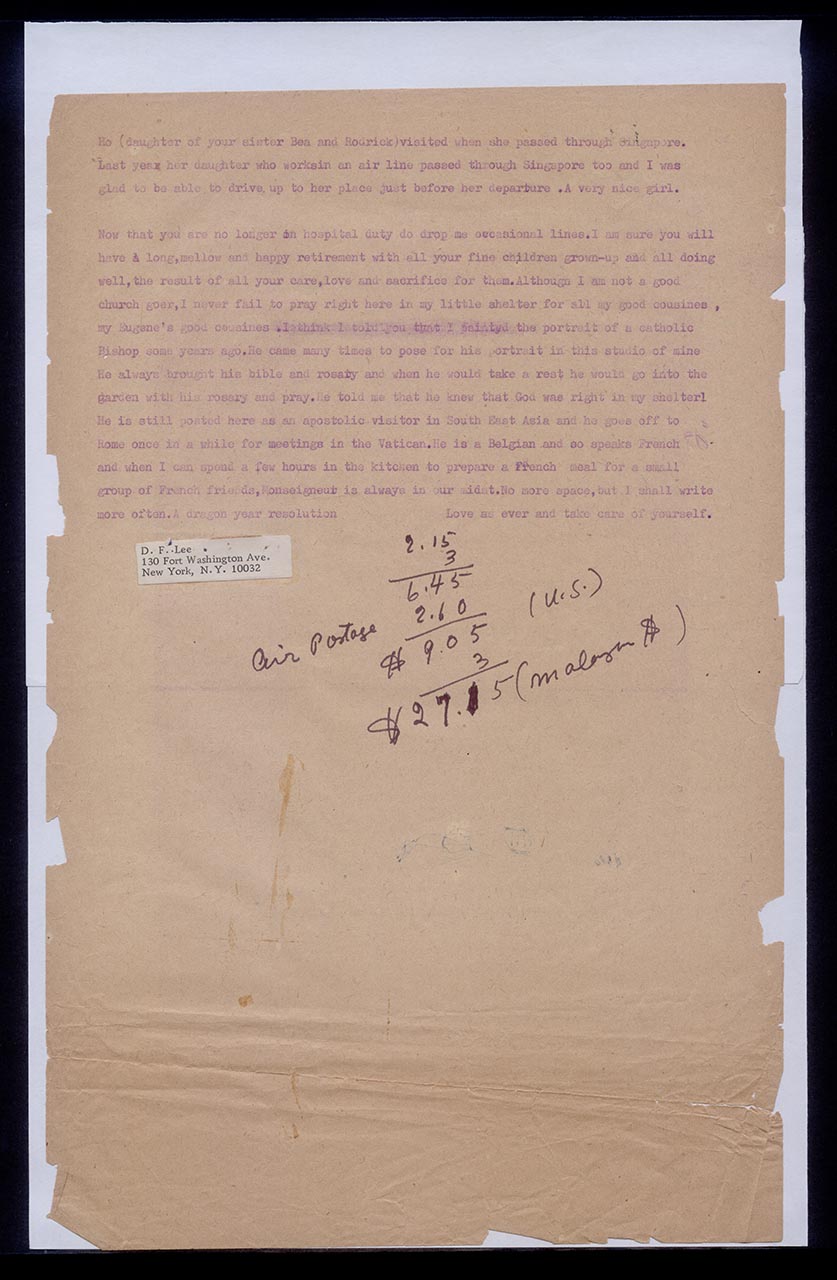 Ho (daughter of your sister Bea and Rodrick)visited when she passed through Singapore.
Last year her daughter who worksin an air line passed through Singapore too and I was
glad to be able to drive up to her place just before her departure .A very nice girl.
Now that you are no longer on hospital duty do drop me occasional lines.I am sure you will
have a long,mellow and happy retirement with all your fine children grown-up and all doing
well,the result of all your care,love and sacrifice for them.Although I am not a good
church goer,I never fail to pray right here in my little shelter for all my good cousines ,
my Eugene's good cousines .I think I told you that I painted the portrait of a catholic
Bishop some years ago.He came many times to pose for his portrait in this studio of mine
He always brought his bible and rosary and when he would take a rest he would go into the
garden with his rosary and pray.He told me that he knew that God was right in my shelter!
He is still posted here as an apostolic visitor in South East Asia and he goes off to
Rome once in a while for meetings in the Vatican.He is a Belgian and so speaks French
and when I can spend a few hours in the kitchen to prepare a French meal for a small
group of French friends,Monseigneur is always in our midst.No more space,but I shall write
more often.A dragon year resolution Love as ever and take care of yourself.
D. F. Lee
130 Fort Washington Ave.
New York, N.Y. 10032
2.15
3
6.45
Air Postage 2.60
$ 9.05 (U.S.)
3
$27.15 (Malayan $)